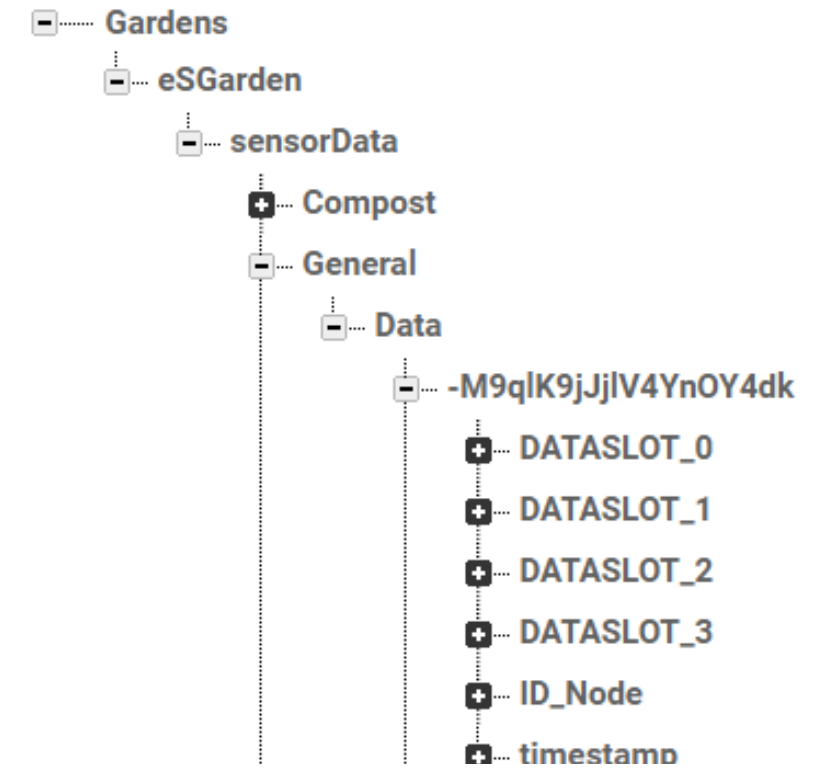 Gardens
eSGarden
sensorData
Compost
General
Data
-M9qlK9jJjlV4YnOY4dk
DATASLOT_0
DATASLOT_1
DATASLOT_2
DATASLOT_3
ID_Node
timestamp